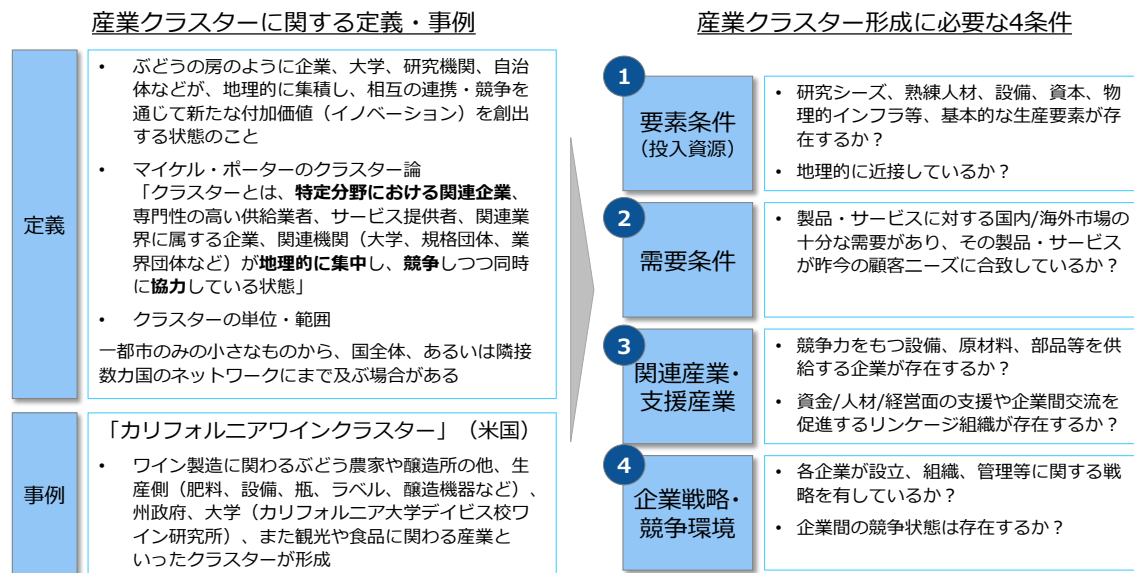 産業クラスターに関する定義・事例
定義
• ぶどうの房のように企業、大学、研究機関、自治
体などが、地理的に集積し、相互の連携・競争を
通じて新たな付加価値（イノベーション）を創出
する状態のこと
• マイケル・ポーターのクラスター論
「クラスターとは、特定分野における関連企業、
専門性の高い供給業者、サービス提供者、関連業
界に属する企業、関連機関（大学、規格団体、業
界団体など）が地理的に集中し、競争しつつ同時
に協力している状態」
• クラスターの単位・範囲
一都市のみの小さなものから、国全体、あるいは隣接
数カ国のネットワークにまで及ぶ場合がある
事例
「カリフォルニアワインクラスター」（米国）
• ワイン製造に関わるぶどう農家や醸造所の他、生
産側（肥料、設備、瓶、ラベル、醸造機器など）、
州政府、大学（カリフォルニア大学デイビス校ワ
イン研究所）、また観光や食品に関わる産業と
いったクラスターが形成
産業クラスター形成に必要な4条件
1
要素条件
（投入資源）
• 研究シーズ、熟練人材、設備、資本、物
理的インフラ等、基本的な生産要素が存
在するか？
• 地理的に近接しているか？
2
需要条件
• 製品・サービスに対する国内/海外市場の
十分な需要があり、その製品・サービス
が昨今の顧客ニーズに合致しているか？
3
関連産業・
支援産業
• 競争力をもつ設備、原材料、部品等を供
給する企業が存在するか？
• 資金/人材/経営面の支援や企業間交流を
促進するリンケージ組織が存在するか？
4
企業戦略・
競争環境
• 各企業が設立、組織、管理等に関する戦
略を有しているか？
• 企業間の競争状態は存在するか？